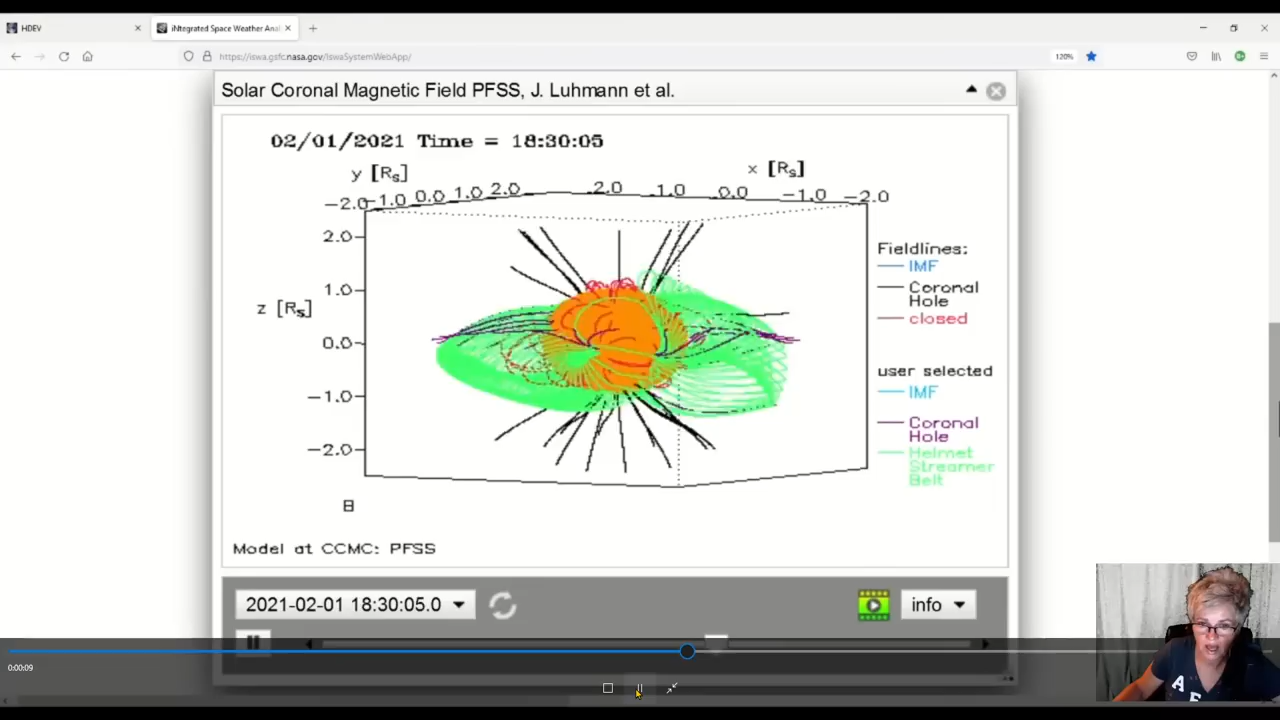 HDEV
iNtegrated Space Weather Anal
https://iswa.gsfc.nasa.gov/IswaSystemWebApp/
120%
Solar Coronal Magnetic Field PFSS, J. Luhmann et al.
02/01/2021 Time = 18:30:05
y [Rs]
x [Rs]
-2.0 -1.0 0.0 1.0 2.0
2.0 1.0 0.0 -1.0 -2.0
2.0
1.0
z [Rs]
0.0
-1.0
-2.0
Fieldlines:
IMF
Coronal
Hole
closed
user selected
IMF
Coronal
Hole
Helmet
Streamer
Belt
B
Model at CCMC: PFSS
2021-02-01 18:30:05.0
info
0:00:09